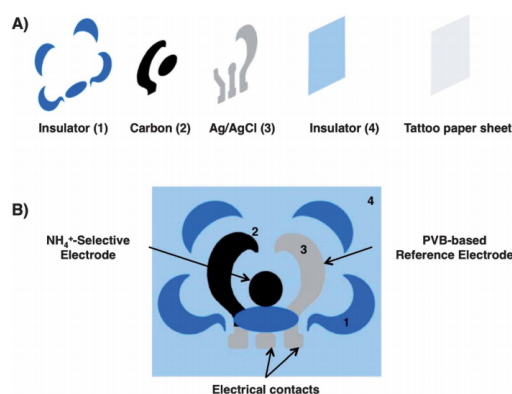 A)
Insulator (1) Carbon (2) Ag/AgCl (3) Insulator (4) Tattoo paper sheet
B)
4
2
NH₄⁺-Selective
Electrode
3
PVB-based
Reference Electrode
1
Electrical contacts